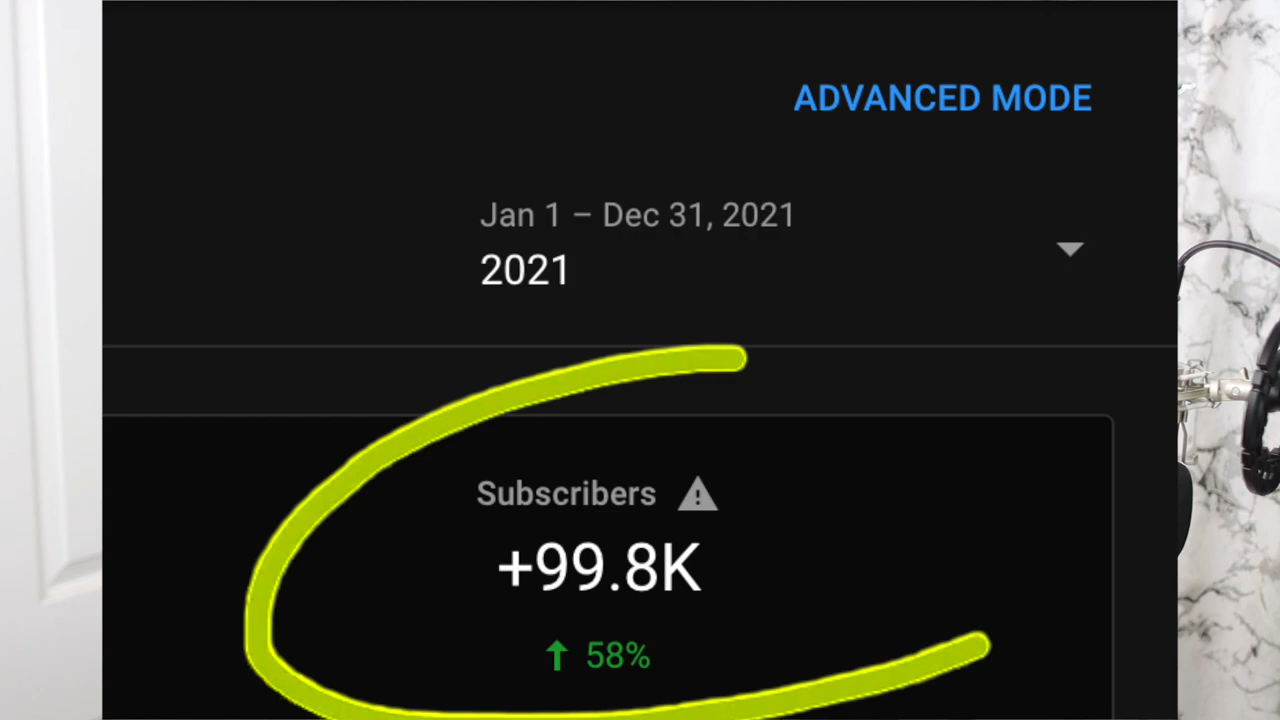 ADVANCED MODE
Jan 1 – Dec 31, 2021
2021
Subscribers
+99.8K
58%